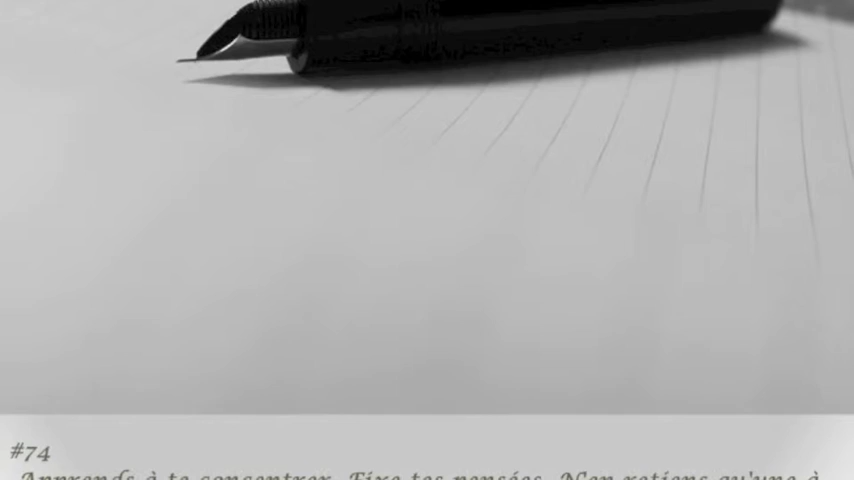 #74
Apprends à te concentrer. Fixe tes pensées. N'en retiens qu'une à